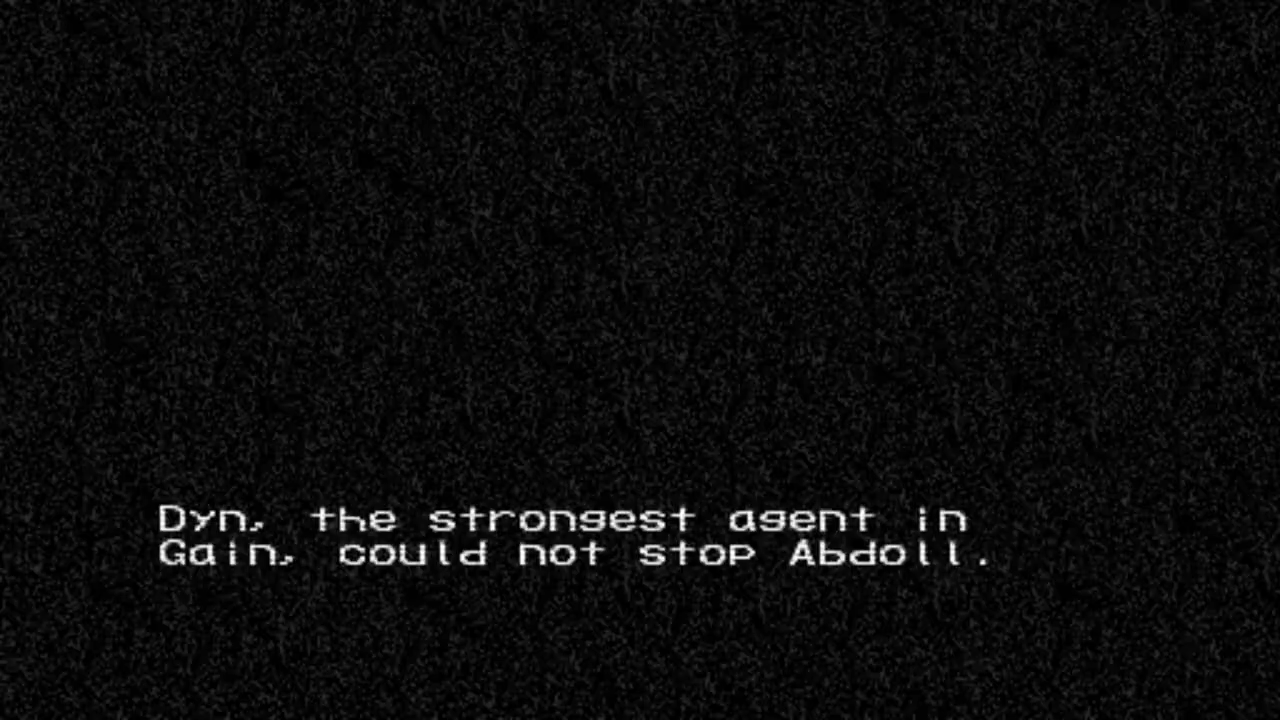 Dyn, the strongest agent in
Gain, could not stop Abdoll.